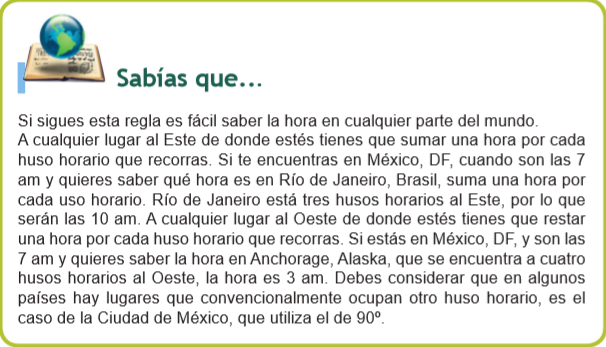 Sabías que...
Si sigues esta regla es fácil saber la hora en cualquier parte del mundo.
A cualquier lugar al Este de donde estés tienes que sumar una hora por cada
huso horario que recorras. Si te encuentras en México, DF, cuando son las 7
am y quieres saber qué hora es en Río de Janeiro, Brasil, suma una hora por
cada uso horario. Río de Janeiro está tres husos horarios al Este, por lo que
serán las 10 am. A cualquier lugar al Oeste de donde estés tienes que restar
una hora por cada huso horario que recorras. Si estás en México, DF, y son las
7 am y quieres saber la hora en Anchorage, Alaska, que se encuentra a cuatro
husos horarios al Oeste, la hora es 3 am. Debes considerar que en algunos
países hay lugares que convencionalmente ocupan otro huso horario, es el
caso de la Ciudad de México, que utiliza el de 90º.